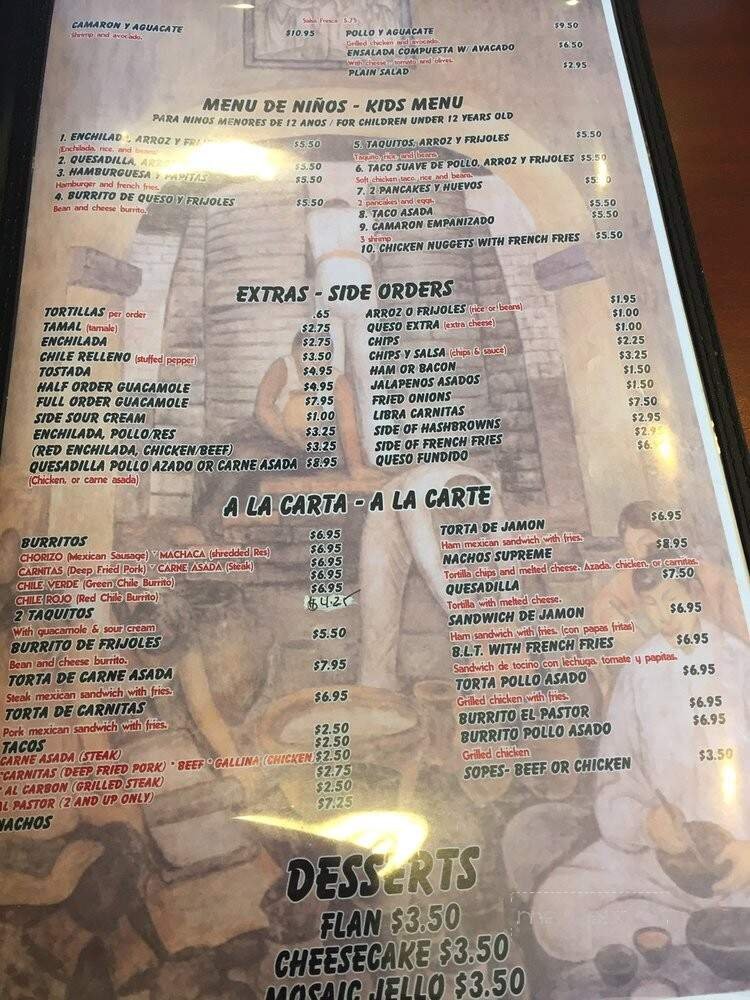 Salsa Fresca $.75
CAMARON Y AGUACATE $10.95
Shrimp and avocado.
POLLO Y AGUACATE $9.50
Grilled chicken and avocado.
ENSALADA COMPUESTA W/ AVACADO $6.50
With cheese, tomato and olives.
PLAIN SALAD $2.95
MENU DE NIÑOS - KIDS MENU
PARA NINOS MENORES DE 12 ANOS / FOR CHILDREN UNDER 12 YEARS OLD
1. ENCHILADA, ARROZ Y $5.50
(Enchilada, rice, and beans)
2. QUESADILLA, $5.50
3. HAMBURGUESA Y PAPITAS $5.50
Hamburger and french fries.
4. BURRITO DE QUESO Y FRIJOLES $5.50
Bean and cheese burrito.
5. TAQUITOS, ARROZ Y FRIJOLES $5.50
Taquito, rice, and beans.
6. TACO SUAVE DE POLLO, ARROZ Y FRIJOLES $5.50
Soft chicken taco, rice and beans.
7. 2 PANCAKES Y HUEVOS
2 pancakes and eggs.
8. TACO ASADA $5.50
9. CAMARON EMPANIZADO $5.50
3 shrimp
10. CHICKEN NUGGETS WITH FRENCH FRIES $5.50
EXTRAS - SIDE ORDERS
TORTILLAS per order .65
TAMAL (tamale) $2.75
ENCHILADA $2.75
CHILE RELLENO (stuffed pepper) $3.50
TOSTADA $4.95
HALF ORDER GUACAMOLE $4.95
FULL ORDER GUACAMOLE $7.95
SIDE SOUR CREAM $1.00
ENCHILADA, POLLO/RES $3.25
(RED ENCHILADA, CHICKEN/BEEF) $3.25
QUESADILLA POLLO AZADO OR CARNE ASADA $8.95
(Chicken, or carne asada)
ARROZ O FRIJOLES (rice or beans) $1.95
QUESO EXTRA (extra cheese) $1.00
CHIPS $1.00
CHIPS Y SALSA (chips & sauce) $2.25
HAM OR BACON $3.25
JALAPENOS ASADOS $1.50
FRIED ONIONS $1.50
LIBRA CARNITAS $7.50
SIDE OF HASHBROWNS $2.95
SIDE OF FRENCH FRIES
QUESO FUNDIDO
A LA CARTA - A LA CARTE
BURRITOS $6.95
CHORIZO (Mexican Sausage) * MACHACA (shredded Res) $6.95
CARNITAS (Deep Fried Pork) * CARNE ASADA (Steak) $6.95
CHILE VERDE (Green Chile Burrito) $6.95
CHILE ROJO (Red Chile Burrito) $6.95
2 TAQUITOS $4.25
With guacamole & sour cream
BURRITO DE FRIJOLES $5.50
Bean and cheese burrito.
TORTA DE CARNE ASADA $7.95
Steak mexican sandwich with fries.
TORTA DE CARNITAS $6.95
Pork mexican sandwich with fries.
TACOS $2.50
CARNE ASADA (STEAK) $2.50
*CARNITAS (DEEP FRIED PORK) * BEEF * GALLINA (CHICKEN) $2.50
* AL CARBON (GRILLED STEAK) $2.75
AL PASTOR (2 AND UP ONLY) $2.50
NACHOS $7.25
TORTA DE JAMON $6.95
Ham mexican sandwich with fries.
NACHOS SUPREME $8.95
Tortilla chips and melted cheese. Azada, chicken, or carnitas.
QUESADILLA $7.50
Tortilla with melted cheese.
SANDWICH DE JAMON $6.95
Ham sandwich with fries. (con papas fritas)
B.L.T. WITH FRENCH FRIES $6.95
Sandwich de tocino con lechuga, tomate y papitas.
TORTA POLLO ASADO $6.95
Grilled chicken with fries.
BURRITO EL PASTOR $6.95
BURRITO POLLO ASADO $6.95
Grilled chicken
SOPES- BEEF OR CHICKEN $3.50
DESSERTS
FLAN $3.50
CHEESECAKE $3.50
MOSAIC JELLO $3.50